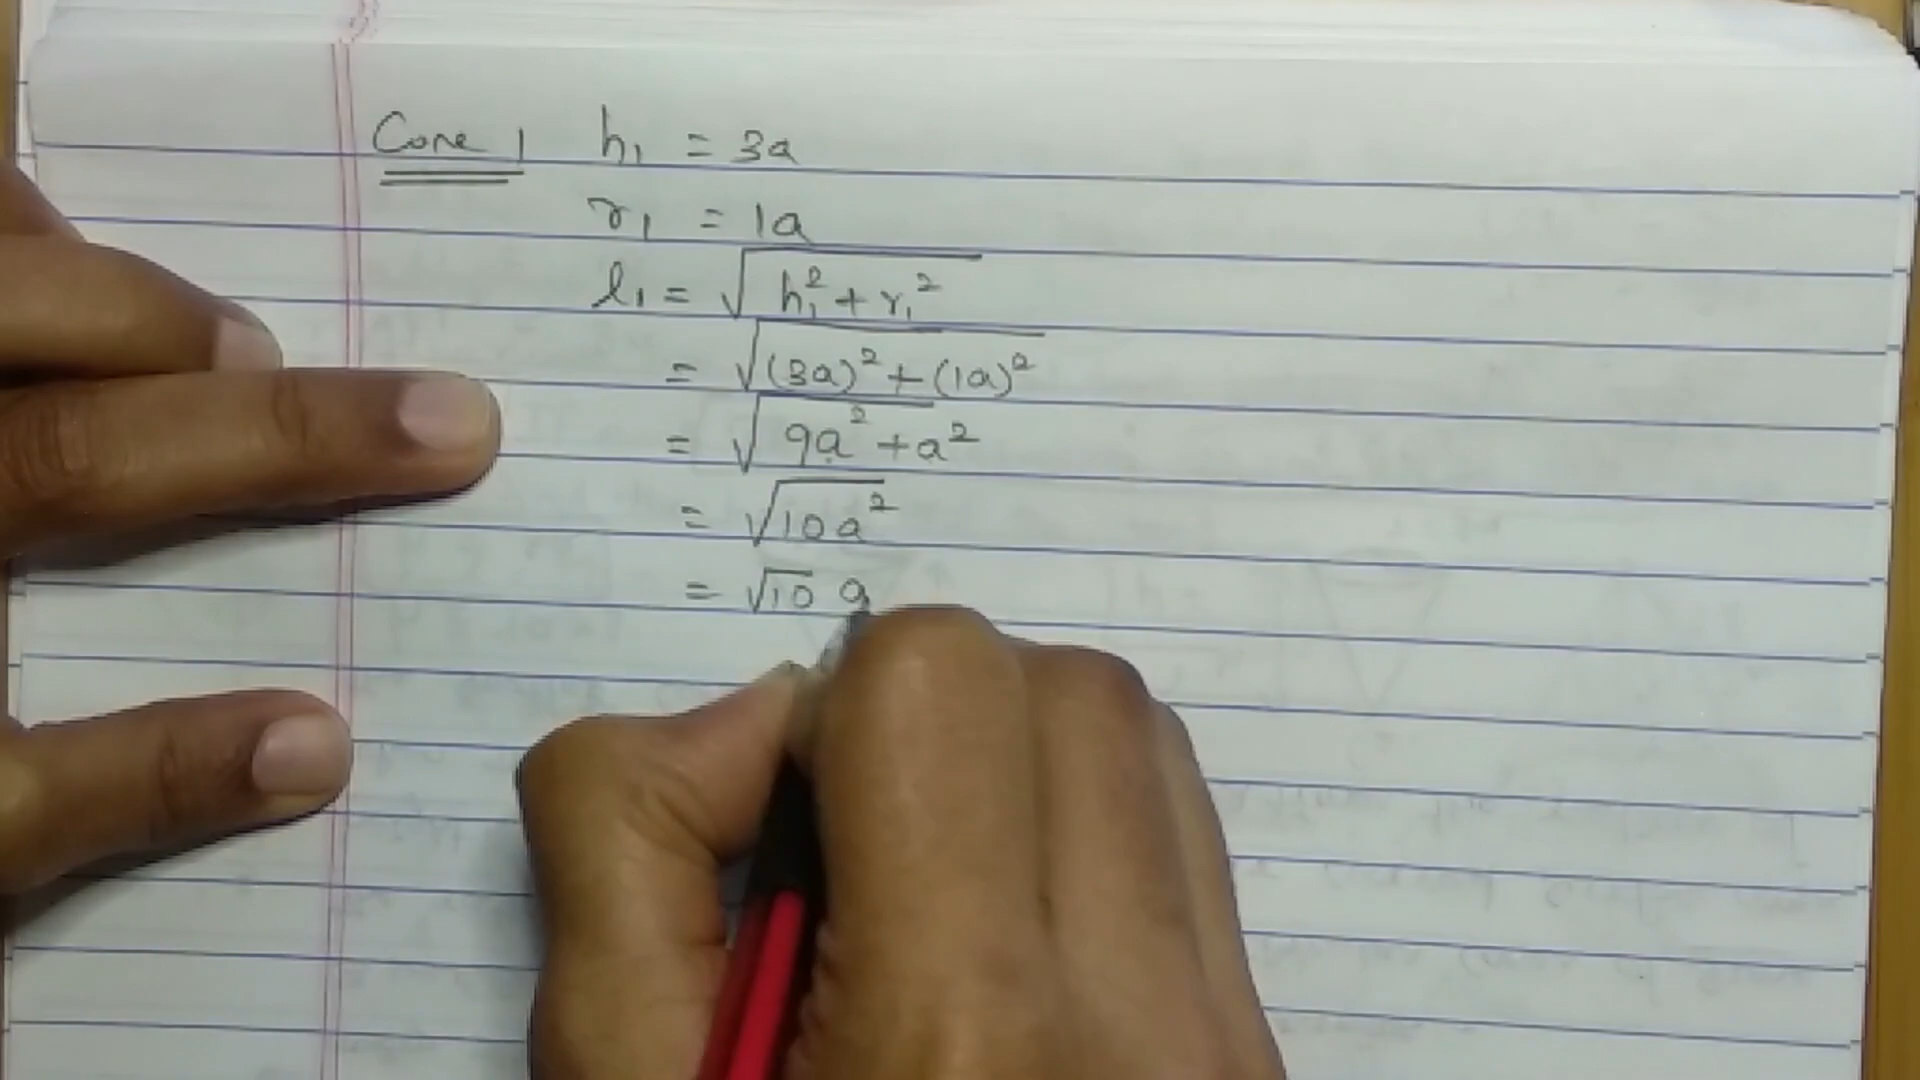 Cone 1 h₁ = 3a
r₁ = 1a
l₁ = √(h₁² + r₁²)
= √((3a)² + (1a)²)
= √(9a² + a²)
= √(10a²)
= √10 a